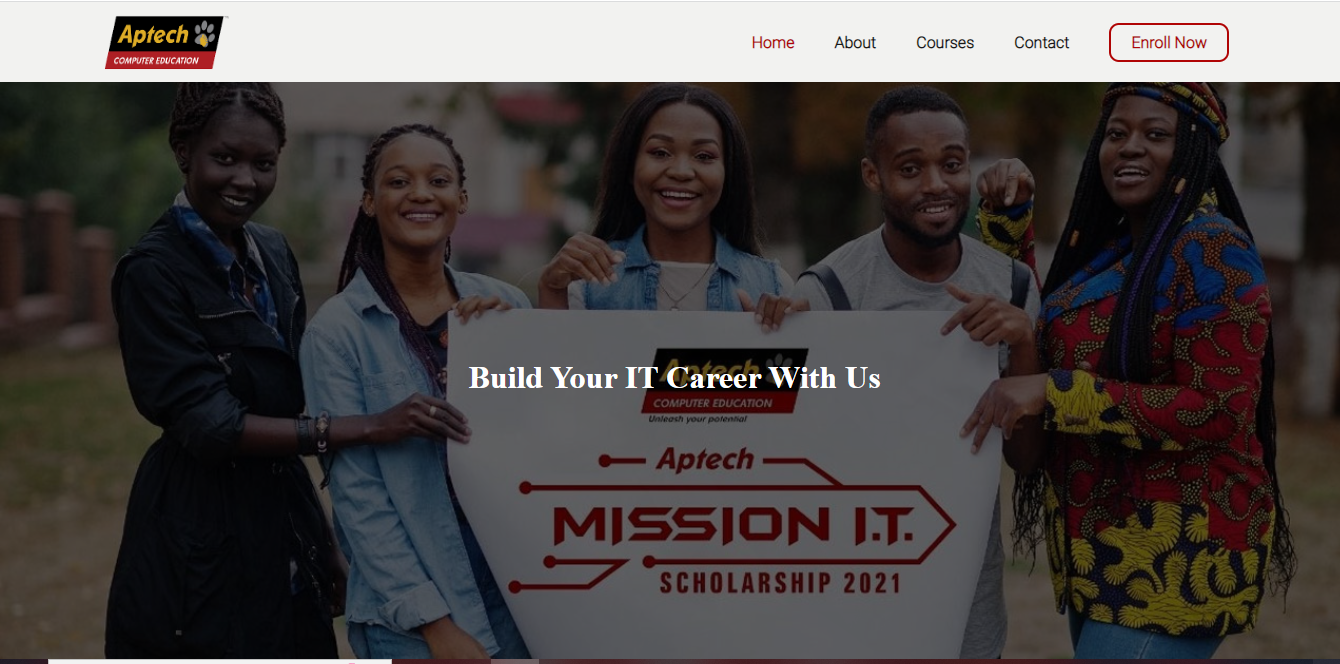 Aptech
COMPUTER EDUCATION
Home
About
Courses
Contact
Enroll Now
Build Your IT Career With Us
Aptech
COMPUTER EDUCATION
Unleash your potential
Aptech
MISSION I.T.
SCHOLARSHIP 2021